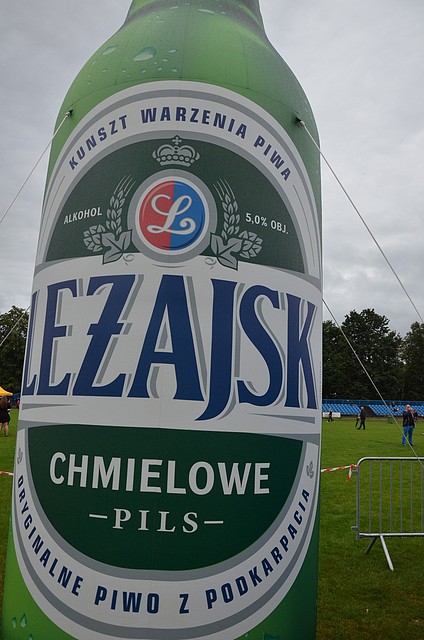 KUNSZT WARZENIA PIWA
ALKOHOL
5,0% OBJ.
L
LEŻAJSK
CHMIELOWE
–PILS–
ORYGINALNE PIWO Z PODKARPACIA